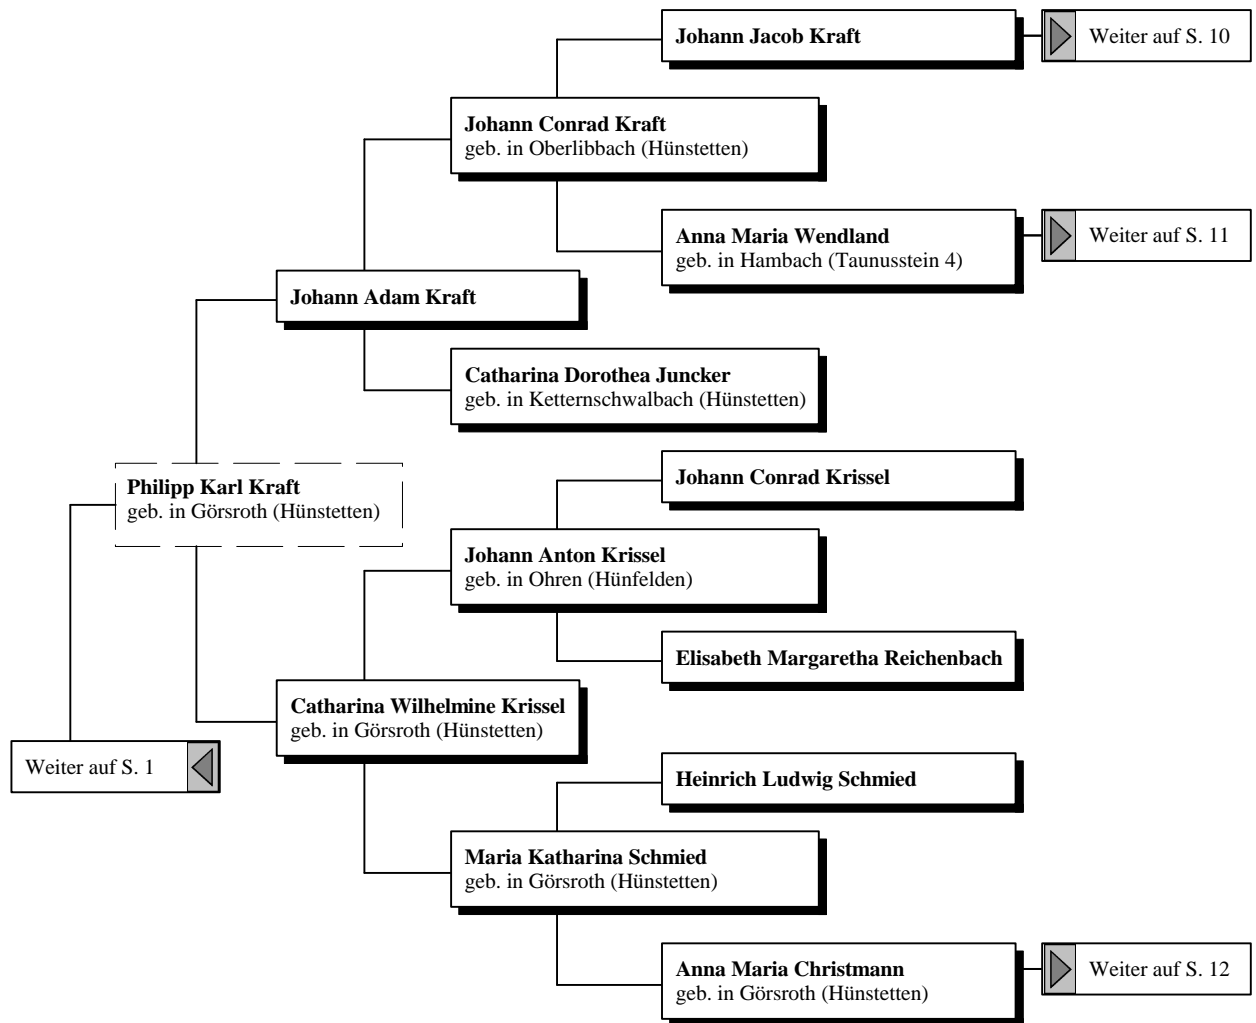 Johann Jacob Kraft
Weiter auf S. 10
Johann Conrad Kraft
geb. in Oberlibbach (Hünstetten)
Anna Maria Wendland
geb. in Hambach (Taunusstein 4)
Weiter auf S. 11
Johann Adam Kraft
Catharina Dorothea Juncker
geb. in Ketternschwalbach (Hünstetten)
Philipp Karl Kraft
geb. in Görsroth (Hünstetten)
Johann Conrad Krissel
Johann Anton Krissel
geb. in Ohren (Hünfelden)
Elisabeth Margaretha Reichenbach
Catharina Wilhelmine Krissel
geb. in Görsroth (Hünstetten)
Weiter auf S. 1
Heinrich Ludwig Schmied
Maria Katharina Schmied
geb. in Görsroth (Hünstetten)
Anna Maria Christmann
geb. in Görsroth (Hünstetten)
Weiter auf S. 12